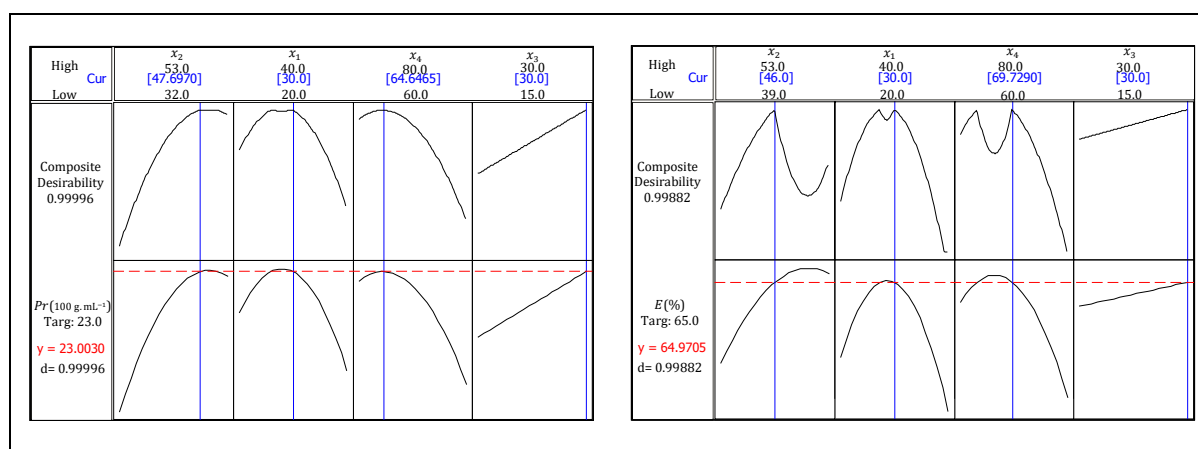 x₂ x₁ x₄ x₃
High 53.0 40.0 80.0 30.0
Cur [47.6970] [30.0] [64.6465] [30.0]
Low 32.0 20.0 60.0 15.0
Composite
Desirability
0.99996
Pr(100 g. mL⁻¹)
Targ: 23.0
y = 23.0030
d= 0.99996
x₂ x₁ x₄ x₃
High 53.0 40.0 80.0 30.0
Cur [46.0] [30.0] [69.7290] [30.0]
Low 39.0 20.0 60.0 15.0
Composite
Desirability
0.99882
E(%)
Targ: 65.0
y = 64.9705
d= 0.99882